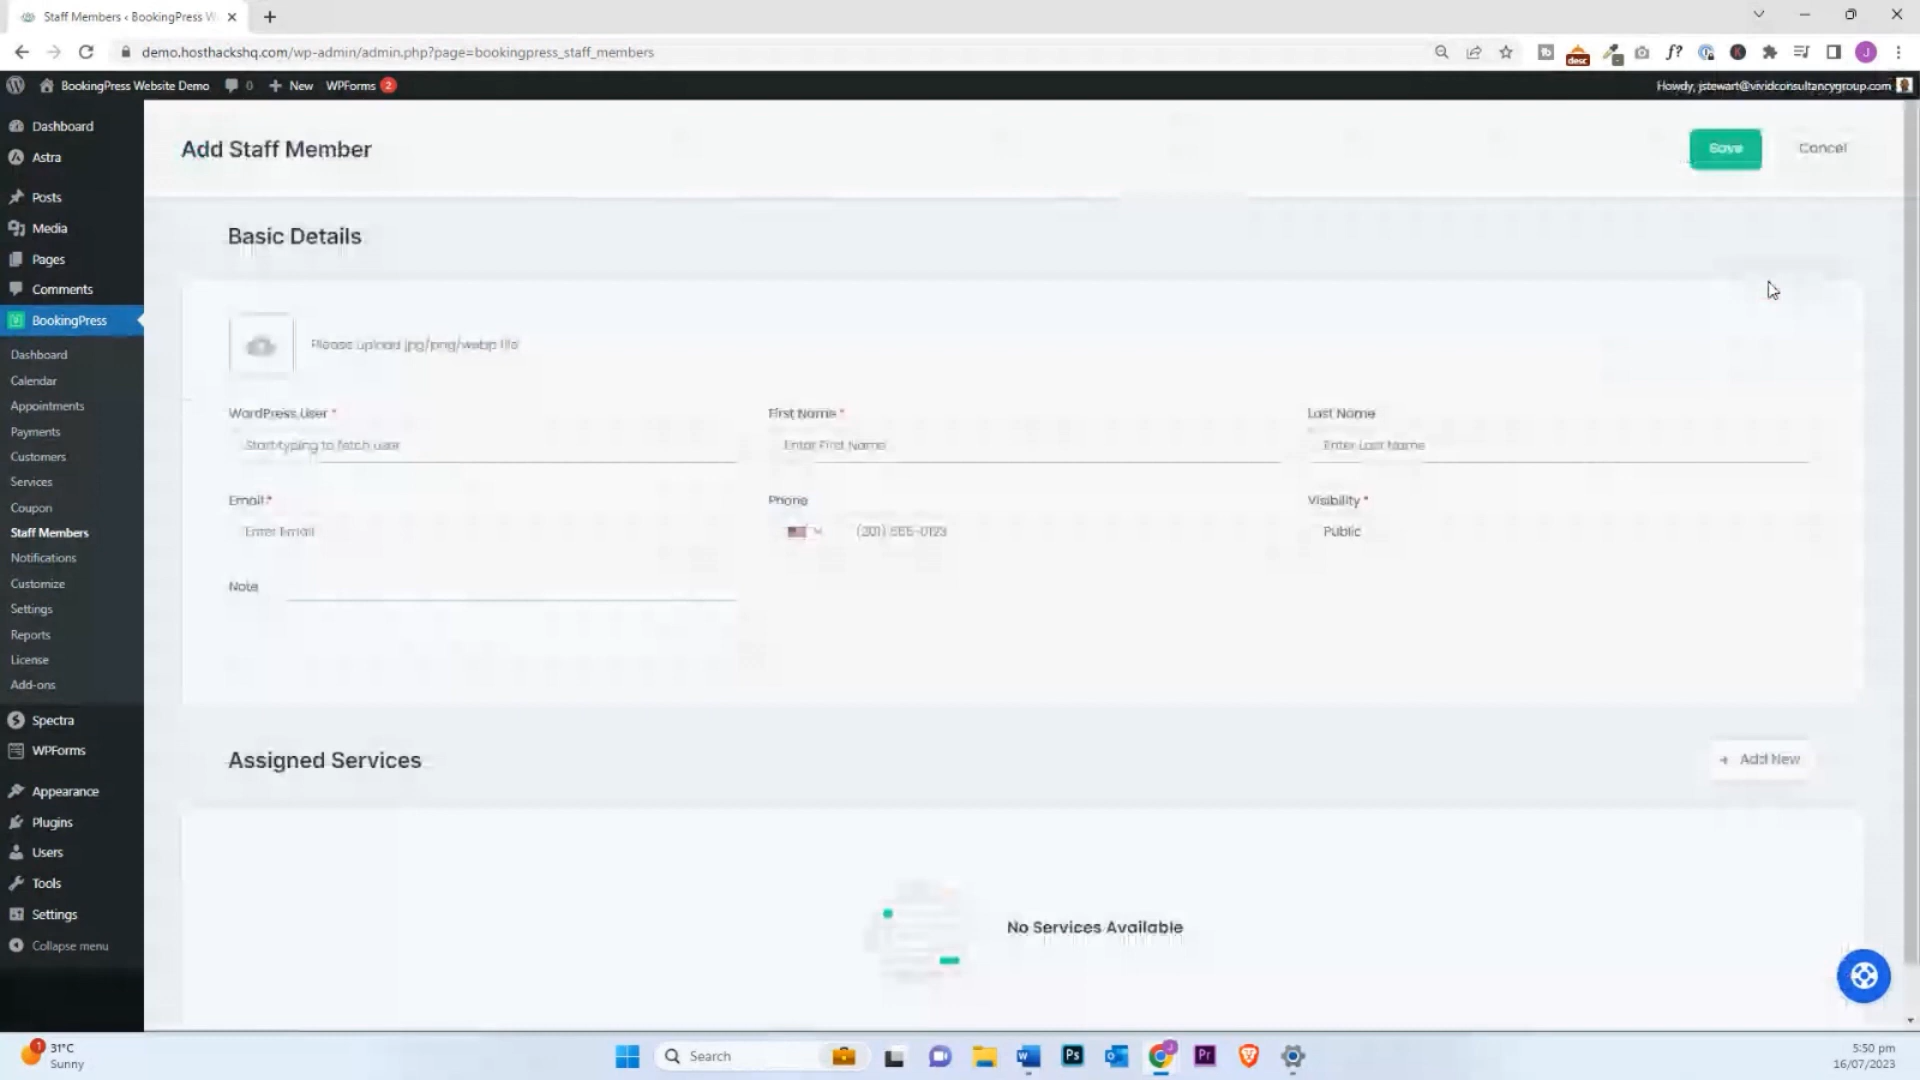 Staff Members ‹ BookingPress W
demo.hosthackshq.com/wp-admin/admin.php?page=bookingpress_staff_members
desc
f?
J
BookingPress Website Demo
0
New
WPForms 2
Howdy, jstewart@vividconsultancygroup.com
Dashboard
Astra
Posts
Media
Pages
Comments
BookingPress
Dashboard
Calendar
Appointments
Payments
Customers
Services
Coupon
Staff Members
Notifications
Customize
Settings
Reports
License
Add-ons
Spectra
WPForms
Appearance
Plugins
Users
Tools
Settings
Collapse menu
Add Staff Member
Save
Cancel
Basic Details
Please upload jpg/png/webp file
WordPress User *
First Name *
Last Name
Start typing to fetch user
Enter First Name
Enter Last Name
Email *
Phone
Visibility *
Enter Email
(201) 555-0123
Public
Note
Assigned Services
+ Add New
No Services Available
1
31°C
Sunny
Search
W
Ps
J
Pr
5:50 pm
16/07/2023